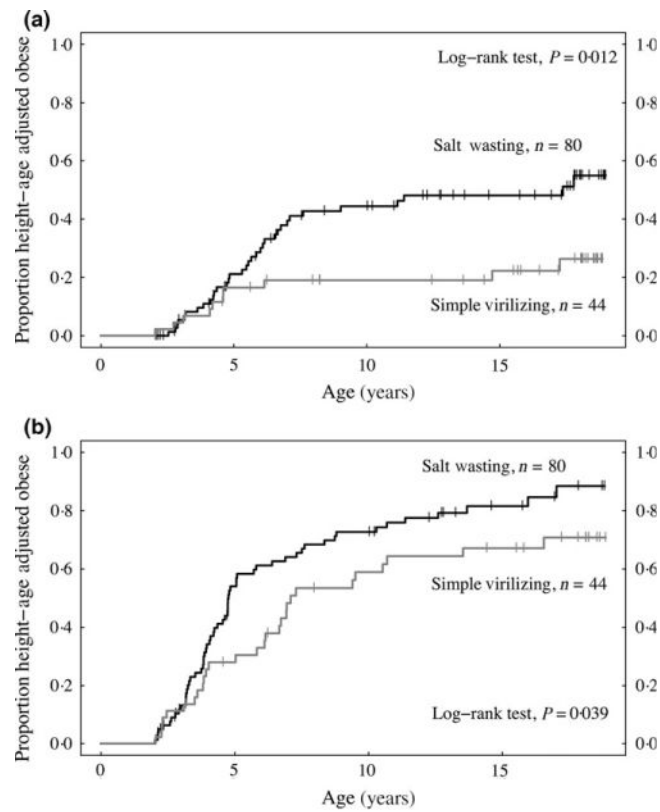 (a)
1·0
0·8
0·6
0·4
0·2
0·0
Proportion height–age adjusted obese
Log–rank test, P = 0·012
Salt wasting, n = 80
Simple virilizing, n = 44
1·0
0·8
0·6
0·4
0·2
0·0
0 5 10 15
Age (years)
(b)
1·0
0·8
0·6
0·4
0·2
0·0
Proportion height–age adjusted obese
Salt wasting, n = 80
Simple virilizing, n = 44
Log–rank test, P = 0·039
1·0
0·8
0·6
0·4
0·2
0·0
0 5 10 15
Age (years)